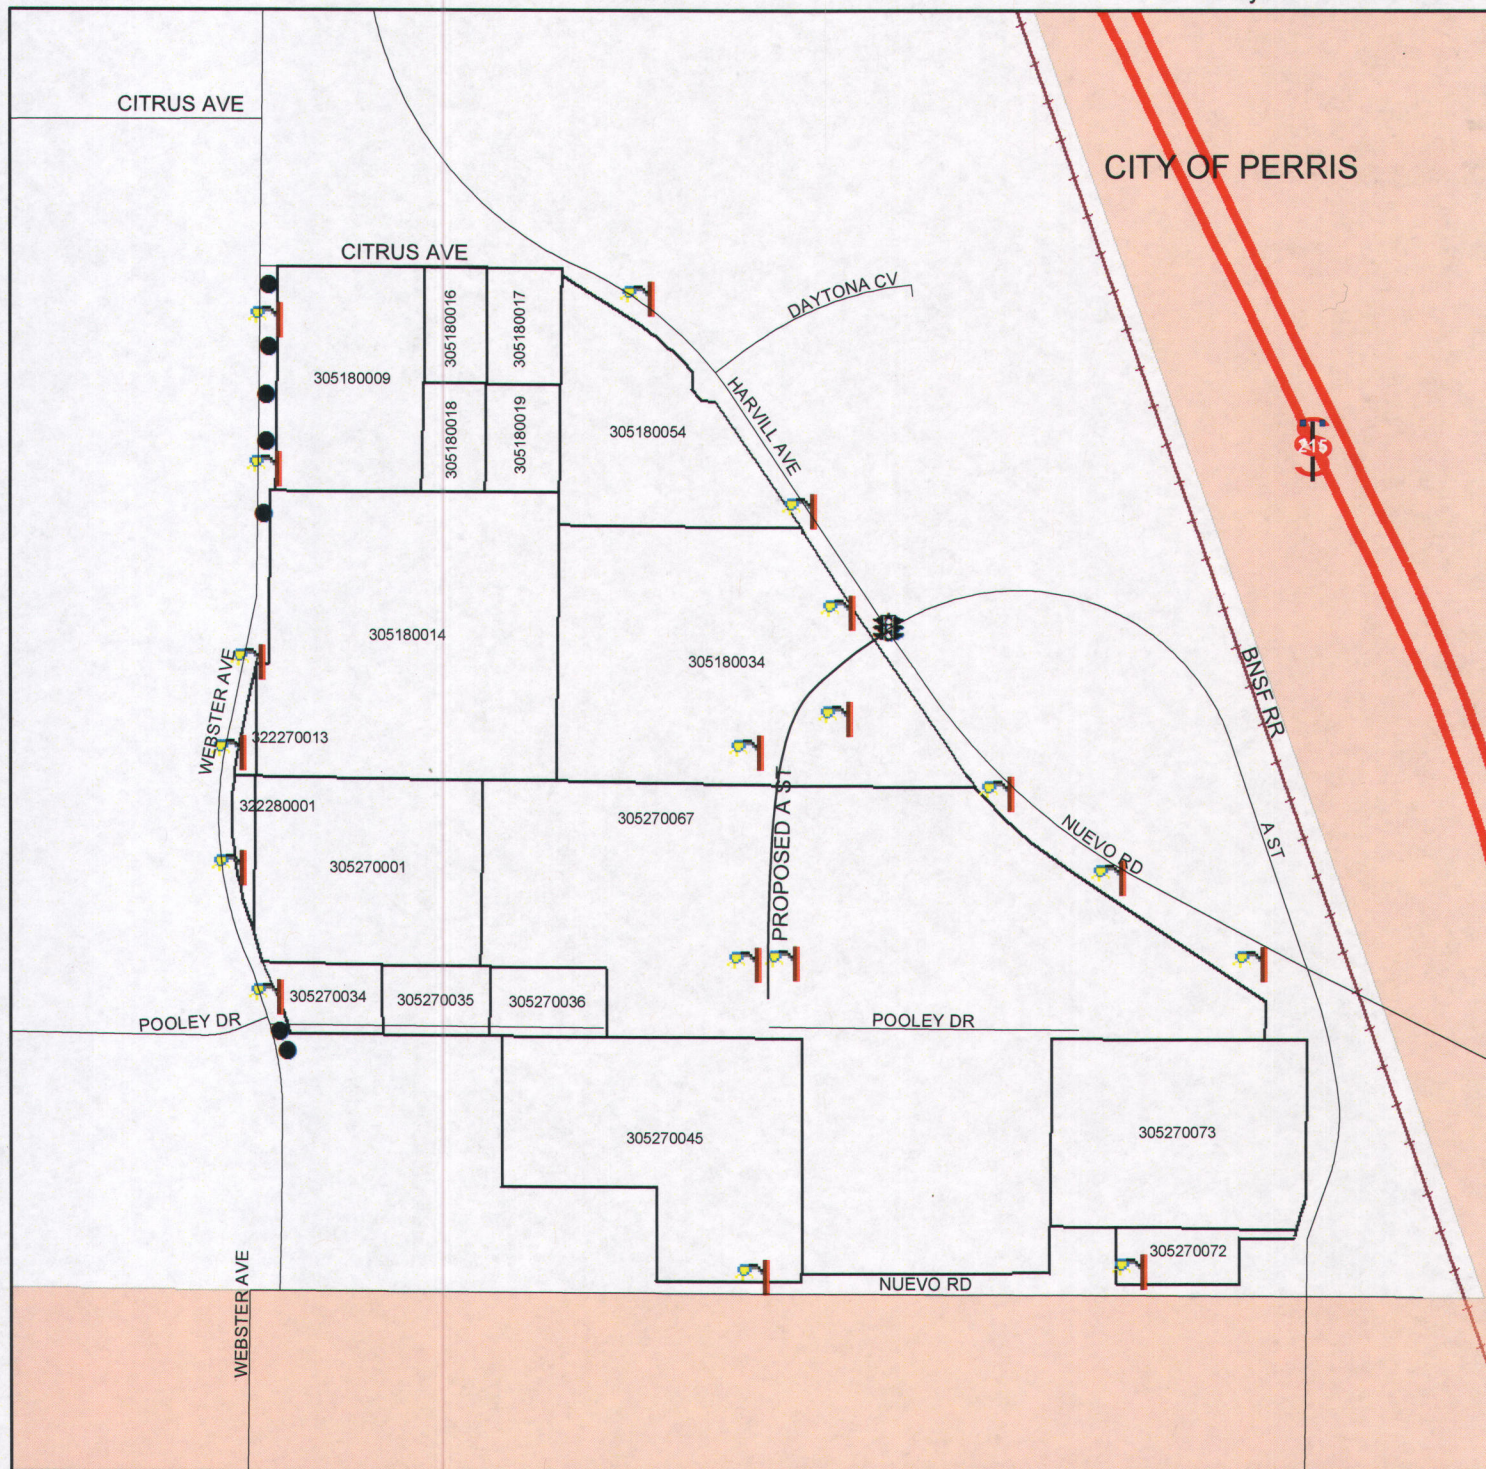 CITRUS AVE
CITY OF PERRIS
CITRUS AVE
DAYTONA CV
305180016
305180017
305180009
HARVILL AVE
305180054
305180018
305180019
215
305180014
305180034
WEBSTER AVE
BNSF RR
322270013
322280001
305270067
PROPOSED A ST
NUEVO RD
A ST
305270001
305270034
305270035
305270036
POOLEY DR
POOLEY DR
305270045
305270073
305270072
NUEVO RD
WEBSTER AVE